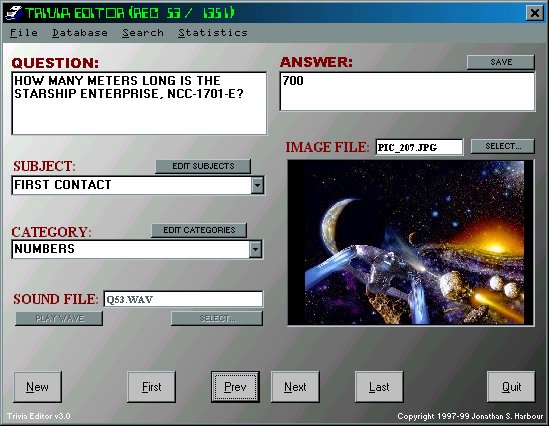 TRIVIA EDITOR (REC 53 / 1351)
File Database Search Statistics
QUESTION:
HOW MANY METERS LONG IS THE
STARSHIP ENTERPRISE, NCC-1701-E?
ANSWER:
SAVE
700
IMAGE FILE: PIC_207.JPG SELECT...
SUBJECT: EDIT SUBJECTS
FIRST CONTACT
CATEGORY: EDIT CATEGORIES
NUMBERS
SOUND FILE: Q53.WAV
PLAY WAVE SELECT...
New First Prev Next Last Quit
Trivia Editor v3.0 Copyright 1997-99 Jonathan S. Harbour